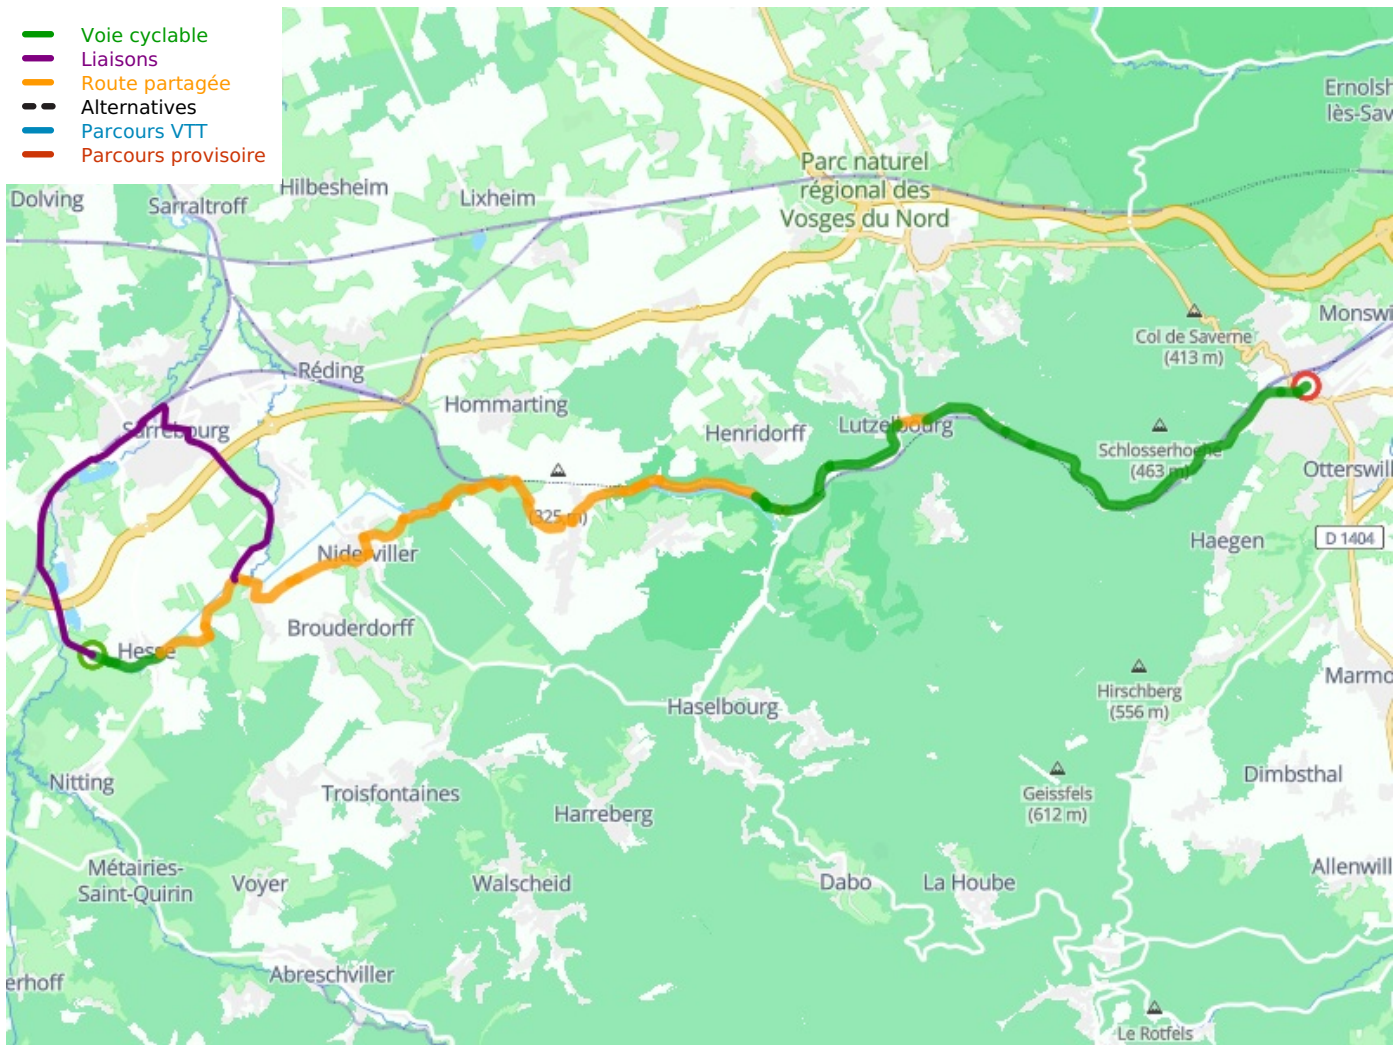 Voie cyclable
Liaisons
Route partagée
Alternatives
Parcours VTT
Parcours provisoire
Ernolsh
lès-Sav
Parc naturel
régional des
Vosges du Nord
Dolving
Sarraltroff
Hilbesheim
Lixheim
Monswi
Col de Saverne
(413 m)
Réding
Hommarting
Sarrebourg
Henridorff
Lutzelbourg
Schlosserhoehe
(463 m)
Otterswill
(325 m)
Niderviller
Haegen
D 1404
Brouderdorff
Hesse
Hirschberg
(556 m)
Marmo
Haselbourg
Nitting
Troisfontaines
Harreberg
Geissfels
(612 m)
Dimbsthal
Métairies-
Saint-Quirin
Voyer
Walscheid
Dabo
La Hoube
Allenwill
erhoff
Abreschviller
Le Rotfels